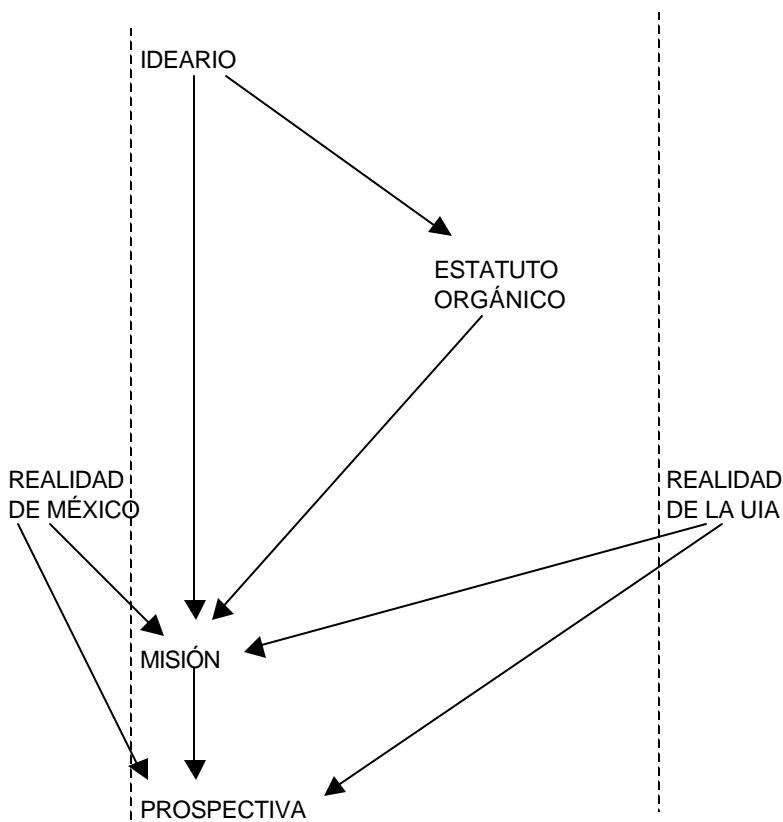 IDEARIO
ESTATUTO
ORGÁNICO
REALIDAD
DE MÉXICO
REALIDAD
DE LA UIA
MISIÓN
PROSPECTIVA